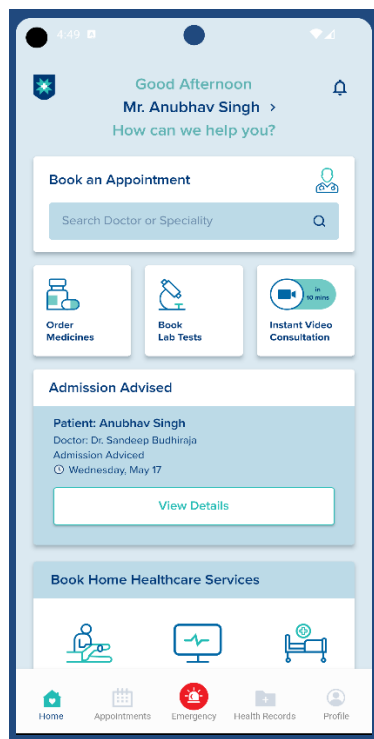 4:49
Good Afternoon
Mr. Anubhav Singh >
How can we help you?
Book an Appointment
Search Doctor or Speciality
in
10 mins
Order
Medicines
Book
Lab Tests
Instant Video
Consultation
Admission Advised
Patient: Anubhav Singh
Doctor: Dr. Sandeep Budhiraja
Admission Adviced
Wednesday, May 17
View Details
Book Home Healthcare Services
Home
Appointments
Emergency
Health Records
Profile